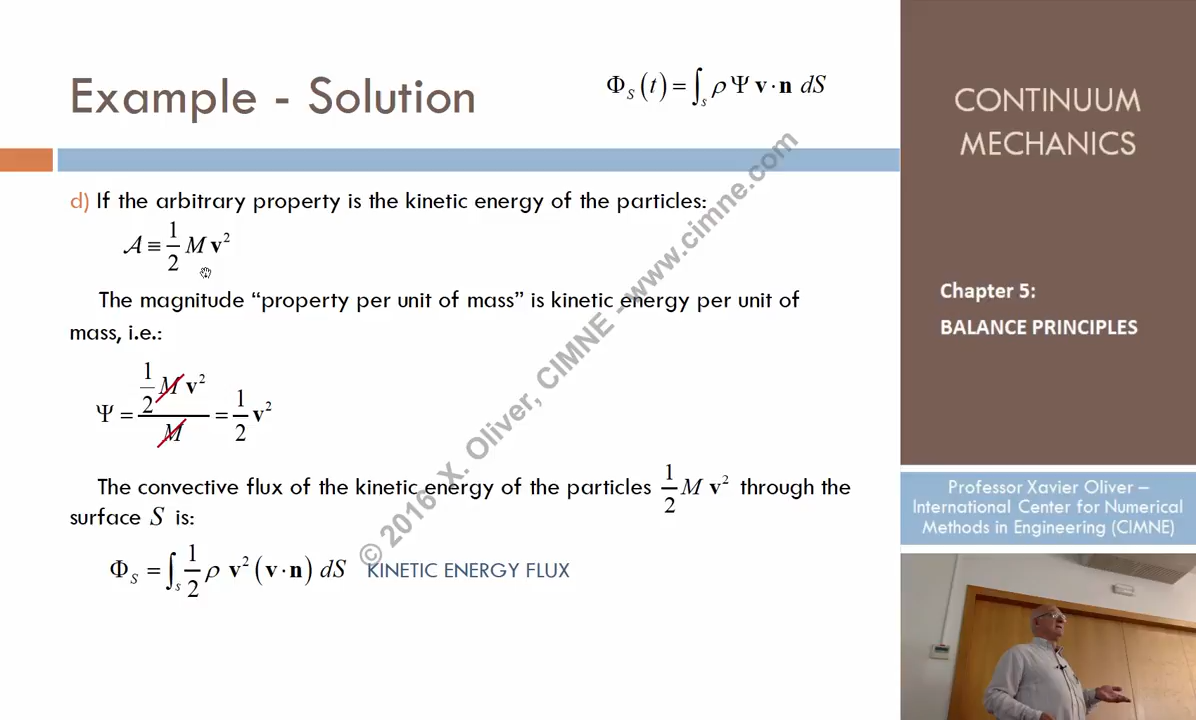 Example - Solution
Φ_S (t) = ∫_s ρ Ψ v · n dS
d) If the arbitrary property is the kinetic energy of the particles:
𝒜 ≡ 1/2 M v²
The magnitude “property per unit of mass” is kinetic energy per unit of
mass, i.e.:
Ψ = (1/2 M v²) / M = 1/2 v²
The convective flux of the kinetic energy of the particles 1/2 M v² through the
surface S is:
Φ_S = ∫_s 1/2 ρ v² (v · n) dS KINETIC ENERGY FLUX
© 2016 X. Oliver, CIMNE - www.cimne.com
CONTINUUM
MECHANICS
Chapter 5:
BALANCE PRINCIPLES
Professor Xavier Oliver –
International Center for Numerical
Methods in Engineering (CIMNE)